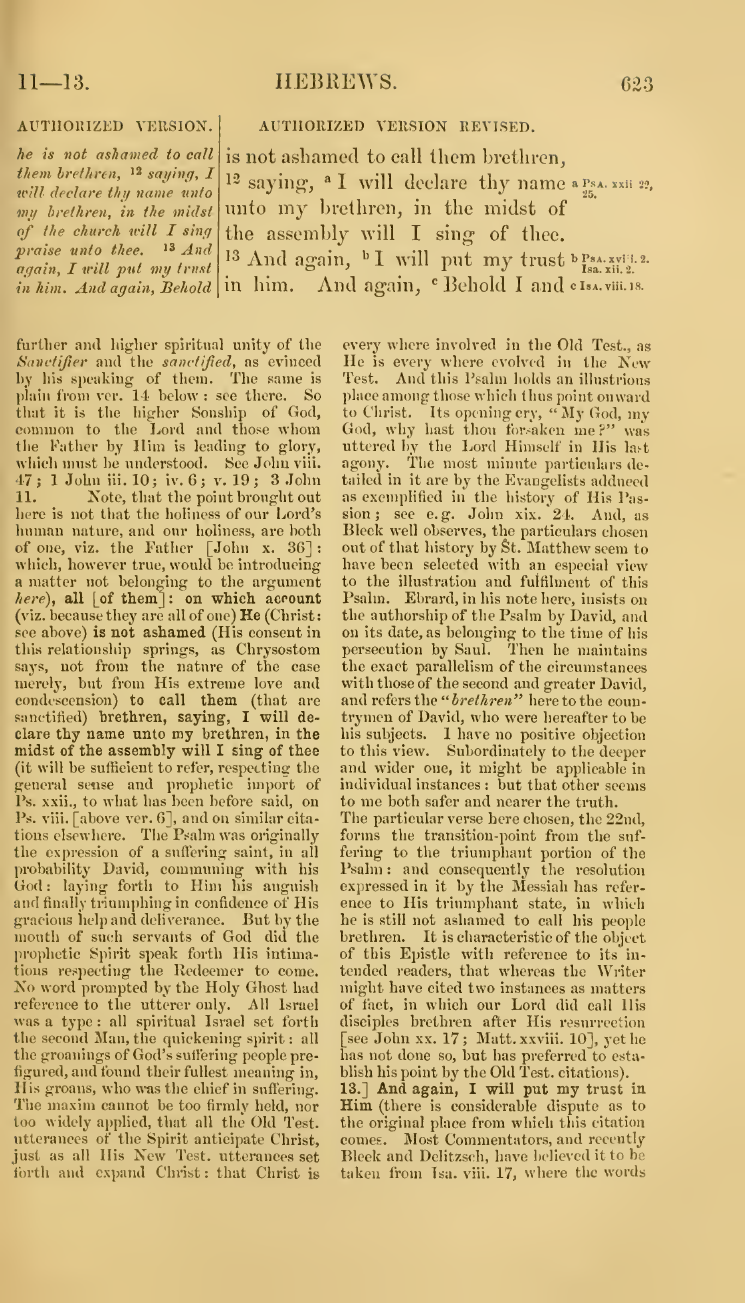 11—13.
HEBREWS.
623
AUTHORIZED VERSION.
he is not ashamed to call
them brethren, 12 saying, I
will declare thy name unto
my brethren, in the midst
of the church will I sing
praise unto thee. 13 And
again, I will put my trust
in him. And again, Behold
AUTHORIZED VERSION REVISED.
is not ashamed to call them brethren,
12 saying, a I will declare thy name
unto my brethren, in the midst of
the assembly will I sing of thee.
13 And again, b I will put my trust
in him. And again, c Behold I and
a PSA. xxii 22,
25.
b PSA. xviii. 2.
Isa. xii. 2.
c ISA. viii. 18.
further and higher spiritual unity of the
Sanctifier and the sanctified, as evinced
by his speaking of them. The same is
plain from ver. 14 below: see there. So
that it is the higher Sonship of God,
common to the Lord and those whom
the Father by Him is leading to glory,
which must be understood. See John viii.
47; 1 John iii. 10; iv. 6; v. 19; 3 John
11. Note, that the point brought out
here is not that the holiness of our Lord's
human nature, and our holiness, are both
of one, viz. the Father [John x. 36]:
which, however true, would be introducing
a matter not belonging to the argument
here), all [of them]: on which account
(viz. because they are all of one) He (Christ:
see above) is not ashamed (His consent in
this relationship springs, as Chrysostom
says, not from the nature of the case
merely, but from His extreme love and
condescension) to call them (that are
sanctified) brethren, saying, I will de-
clare thy name unto my brethren, in the
midst of the assembly will I sing of thee
(it will be sufficient to refer, respecting the
general sense and prophetic import of
Ps. xxii., to what has been before said, on
Ps. viii. [above ver. 6], and on similar cita-
tions elsewhere. The Psalm was originally
the expression of a suffering saint, in all
probability David, communing with his
God: laying forth to Him his anguish
and finally triumphing in confidence of His
gracious help and deliverance. But by the
mouth of such servants of God did the
prophetic Spirit speak forth His intima-
tions respecting the Redeemer to come.
No word prompted by the Holy Ghost had
reference to the utterer only. All Israel
was a type: all spiritual Israel set forth
the second Man, the quickening spirit: all
the groanings of God's suffering people pre-
figured, and found their fullest meaning in,
His groans, who was the chief in suffering.
The maxim cannot be too firmly held, nor
too widely applied, that all the Old Test.
utterances of the Spirit anticipate Christ,
just as all His New Test. utterances set
forth and expand Christ: that Christ is
every where involved in the Old Test., as
He is every where evolved in the New
Test. And this Psalm holds an illustrious
place among those which thus point onward
to Christ. Its opening cry, "My God, my
God, why hast thou forsaken me?" was
uttered by the Lord Himself in His last
agony. The most minute particulars de-
tailed in it are by the Evangelists adduced
as exemplified in the history of His Pas-
sion; see e.g. John xix. 24. And, as
Bleek well observes, the particulars chosen
out of that history by St. Matthew seem to
have been selected with an especial view
to the illustration and fulfilment of this
Psalm. Ebrard, in his note here, insists on
the authorship of the Psalm by David, and
on its date, as belonging to the time of his
persecution by Saul. Then he maintains
the exact parallelism of the circumstances
with those of the second and greater David,
and refers the "brethren" here to the coun-
trymen of David, who were hereafter to be
his subjects. I have no positive objection
to this view. Subordinately to the deeper
and wider one, it might be applicable in
individual instances: but that other seems
to me both safer and nearer the truth.
The particular verse here chosen, the 22nd,
forms the transition-point from the suf-
fering to the triumphant portion of the
Psalm: and consequently the resolution
expressed in it by the Messiah has refer-
ence to His triumphant state, in which
he is still not ashamed to call his people
brethren. It is characteristic of the object
of this Epistle with reference to its in-
tended readers, that whereas the Writer
might have cited two instances as matters
of fact, in which our Lord did call His
disciples brethren after His resurrection
[see John xx. 17; Matt. xxviii. 10], yet he
has not done so, but has preferred to esta-
blish his point by the Old Test. citations).
13.] And again, I will put my trust in
Him (there is considerable dispute as to
the original place from which this citation
comes. Most Commentators, and recently
Bleek and Delitzsch, have believed it to be
taken from Isa. viii. 17, where the words